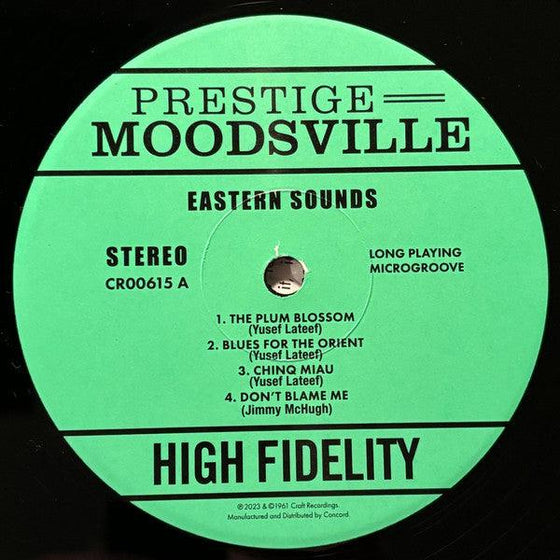 PRESTIGE
MOODSVILLE
EASTERN SOUNDS
STEREO
CR00615 A
LONG PLAYING
MICROGROOVE
1. THE PLUM BLOSSOM
(Yusef Lateef)
2. BLUES FOR THE ORIENT
(Yusef Lateef)
3. CHINQ MIAU
(Yusef Lateef)
4. DON'T BLAME ME
(Jimmy McHugh)
HIGH FIDELITY
℗ 2023 & ©1961 Craft Recordings.
Manufactured and Distributed by Concord.